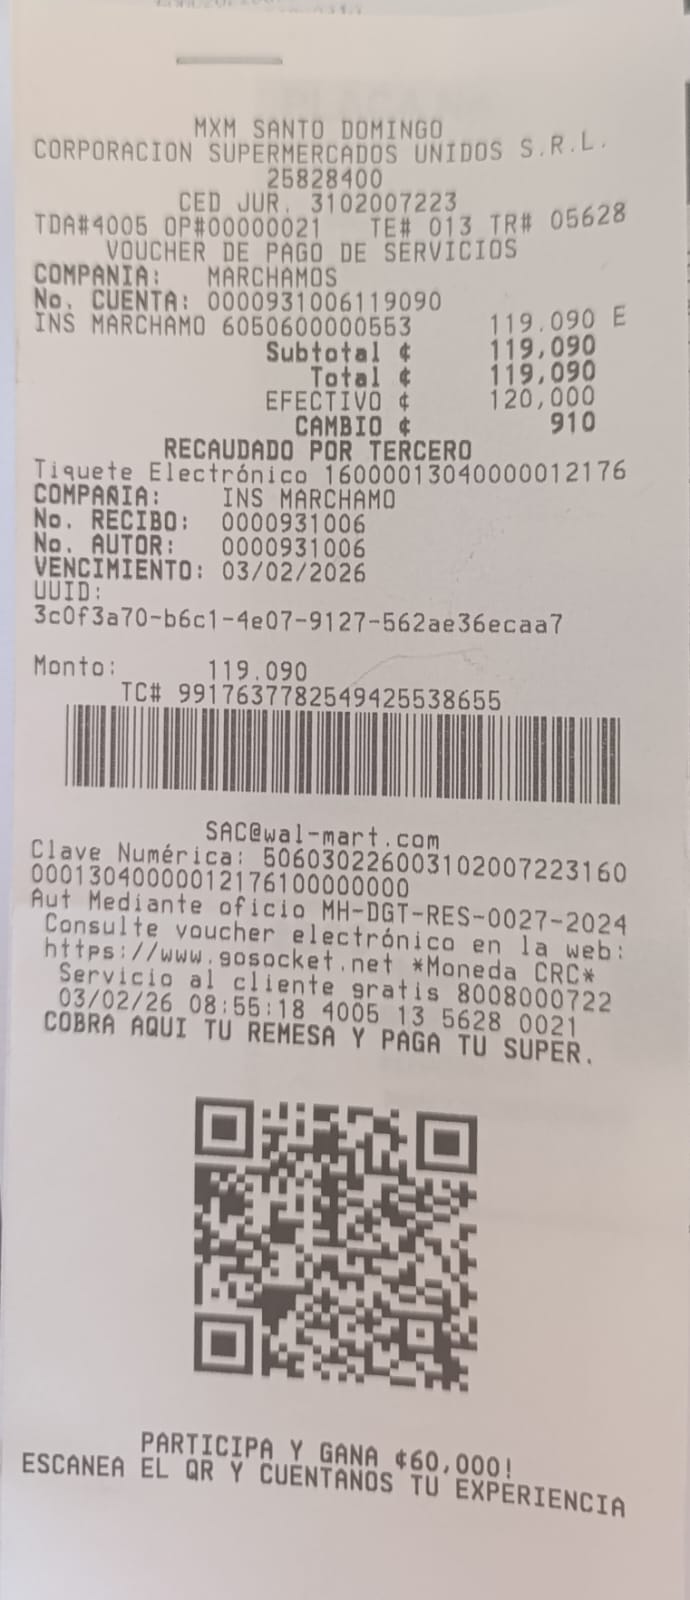 MXM SANTO DOMINGO
CORPORACION SUPERMERCADOS UNIDOS S.R.L.
25828400
CED JUR. 3102007223
TDA#4005 OP#00000021 TE# 013 TR# 05628
VOUCHER DE PAGO DE SERVICIOS
COMPAÑIA: MARCHAMOS
No. CUENTA: 0000931006119090
INS MARCHAMO 6050600000553 119.090 E
Subtotal ¢ 119,090
Total ¢ 119,090
EFECTIVO ¢ 120,000
CAMBIO ¢ 910
RECAUDADO POR TERCERO
Tiquete Electrónico 16000013040000012176
COMPAÑIA: INS MARCHAMO
No. RECIBO: 0000931006
No. AUTOR: 0000931006
VENCIMIENTO: 03/02/2026
UUID:
3c0f3a70-b6c1-4e07-9127-562ae36ecaa7
Monto: 119.090
TC# 9917637782549425538655
SAC@wal-mart.com
Clave Numérica: 506030226003102007223160
00013040000012176100000000
Aut Mediante oficio MH-DGT-RES-0027-2024
Consulte voucher electrónico en la web:
https://www.gosocket.net *Moneda CRC*
Servicio al cliente gratis 8008000722
03/02/26 08:55:18 4005 13 5628 0021
COBRA AQUI TU REMESA Y PAGA TU SUPER.
PARTICIPA Y GANA ¢60,000!
ESCANEA EL QR Y CUENTANOS TU EXPERIENCIA